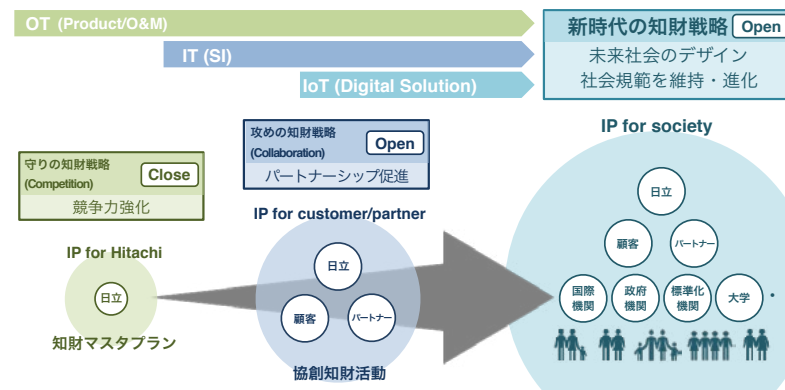 OT (Product/O&M)
IT (SI)
IoT (Digital Solution)
新時代の知財戦略 Open
未来社会のデザイン
社会規範を維持・進化
守りの知財戦略
(Competition)
Close
競争力強化
攻めの知財戦略
(Collaboration)
Open
パートナーシップ促進
IP for Hitachi
日立
知財マスタプラン
IP for customer/partner
日立
顧客
パートナー
協創知財活動
IP for society
日立
顧客
パートナー
国際
機関
政府
機関
標準化
機関
大学
・